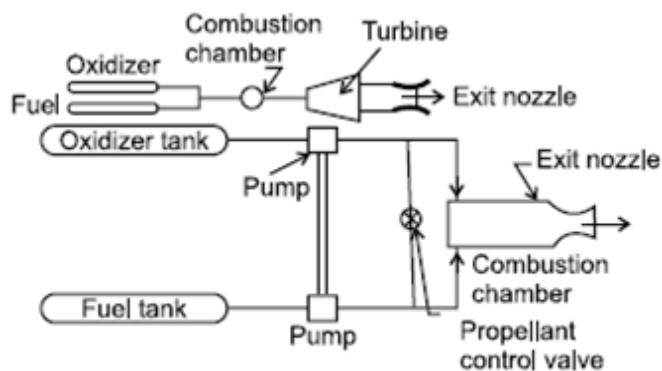 Combustion
chamber
Turbine
Oxidizer
Fuel
Exit nozzle
Oxidizer tank
Pump
Exit nozzle
Combustion
chamber
Fuel tank
Pump
Propellant
control valve